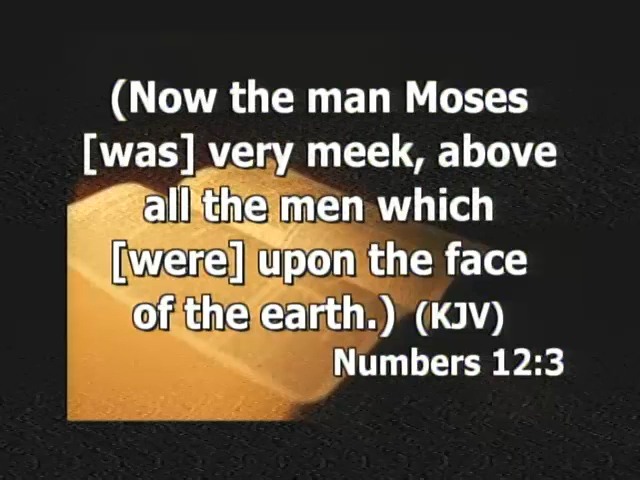 (Now the man Moses
[was] very meek, above
all the men which
[were] upon the face
of the earth.) (KJV)
Numbers 12:3